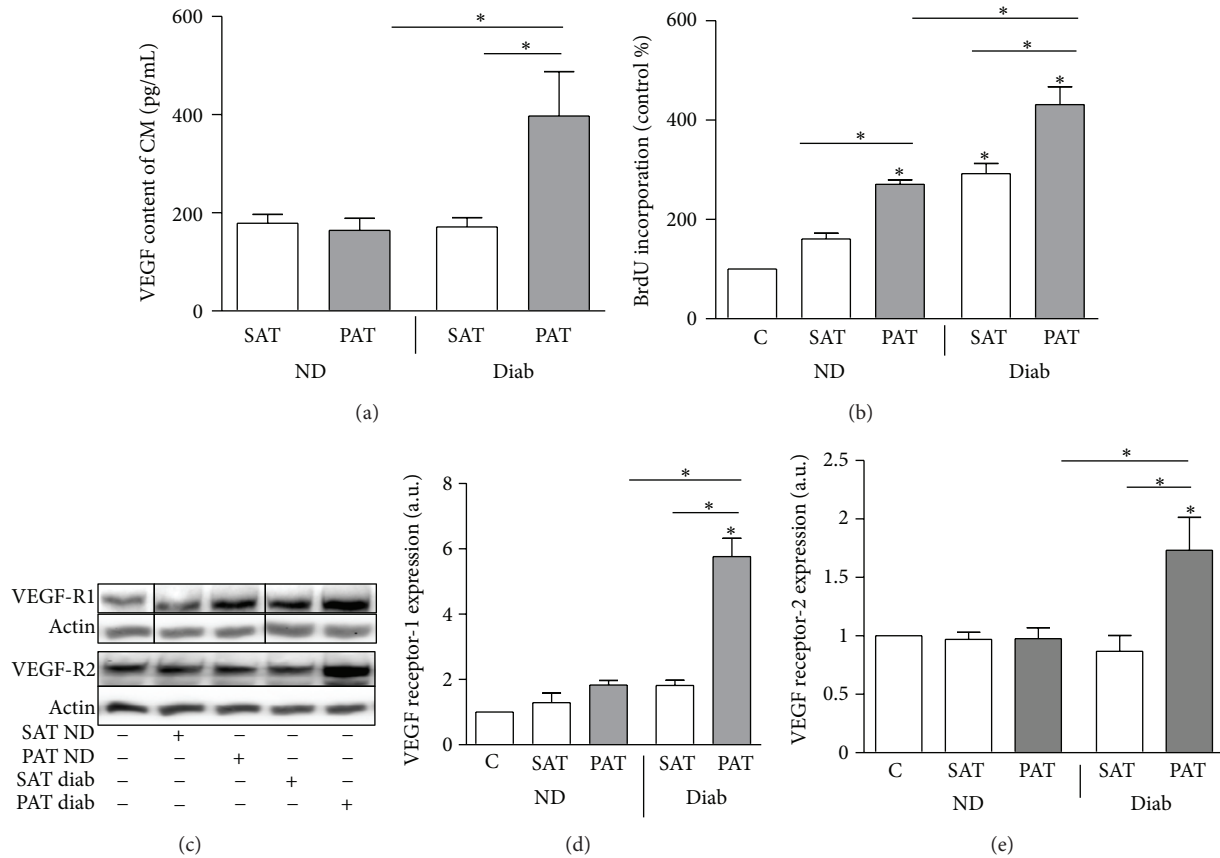 VEGF content of CM (pg/mL)
600
400
200
0
*
*
SAT PAT SAT PAT
ND Diab
(a)
BrdU incorporation (control %)
600
400
200
0
*
*
*
*
*
*
C SAT PAT SAT PAT
ND Diab
(b)
VEGF-R1
Actin
VEGF-R2
Actin
SAT ND − + − − −
PAT ND − − + − −
SAT diab − − − + −
PAT diab − − − − +
(c)
VEGF receptor-1 expression (a.u.)
8
6
4
2
0
*
*
*
C SAT PAT SAT PAT
ND Diab
(d)
VEGF receptor-2 expression (a.u.)
2.5
2
1.5
1
0.5
0
*
*
*
C SAT PAT SAT PAT
ND Diab
(e)